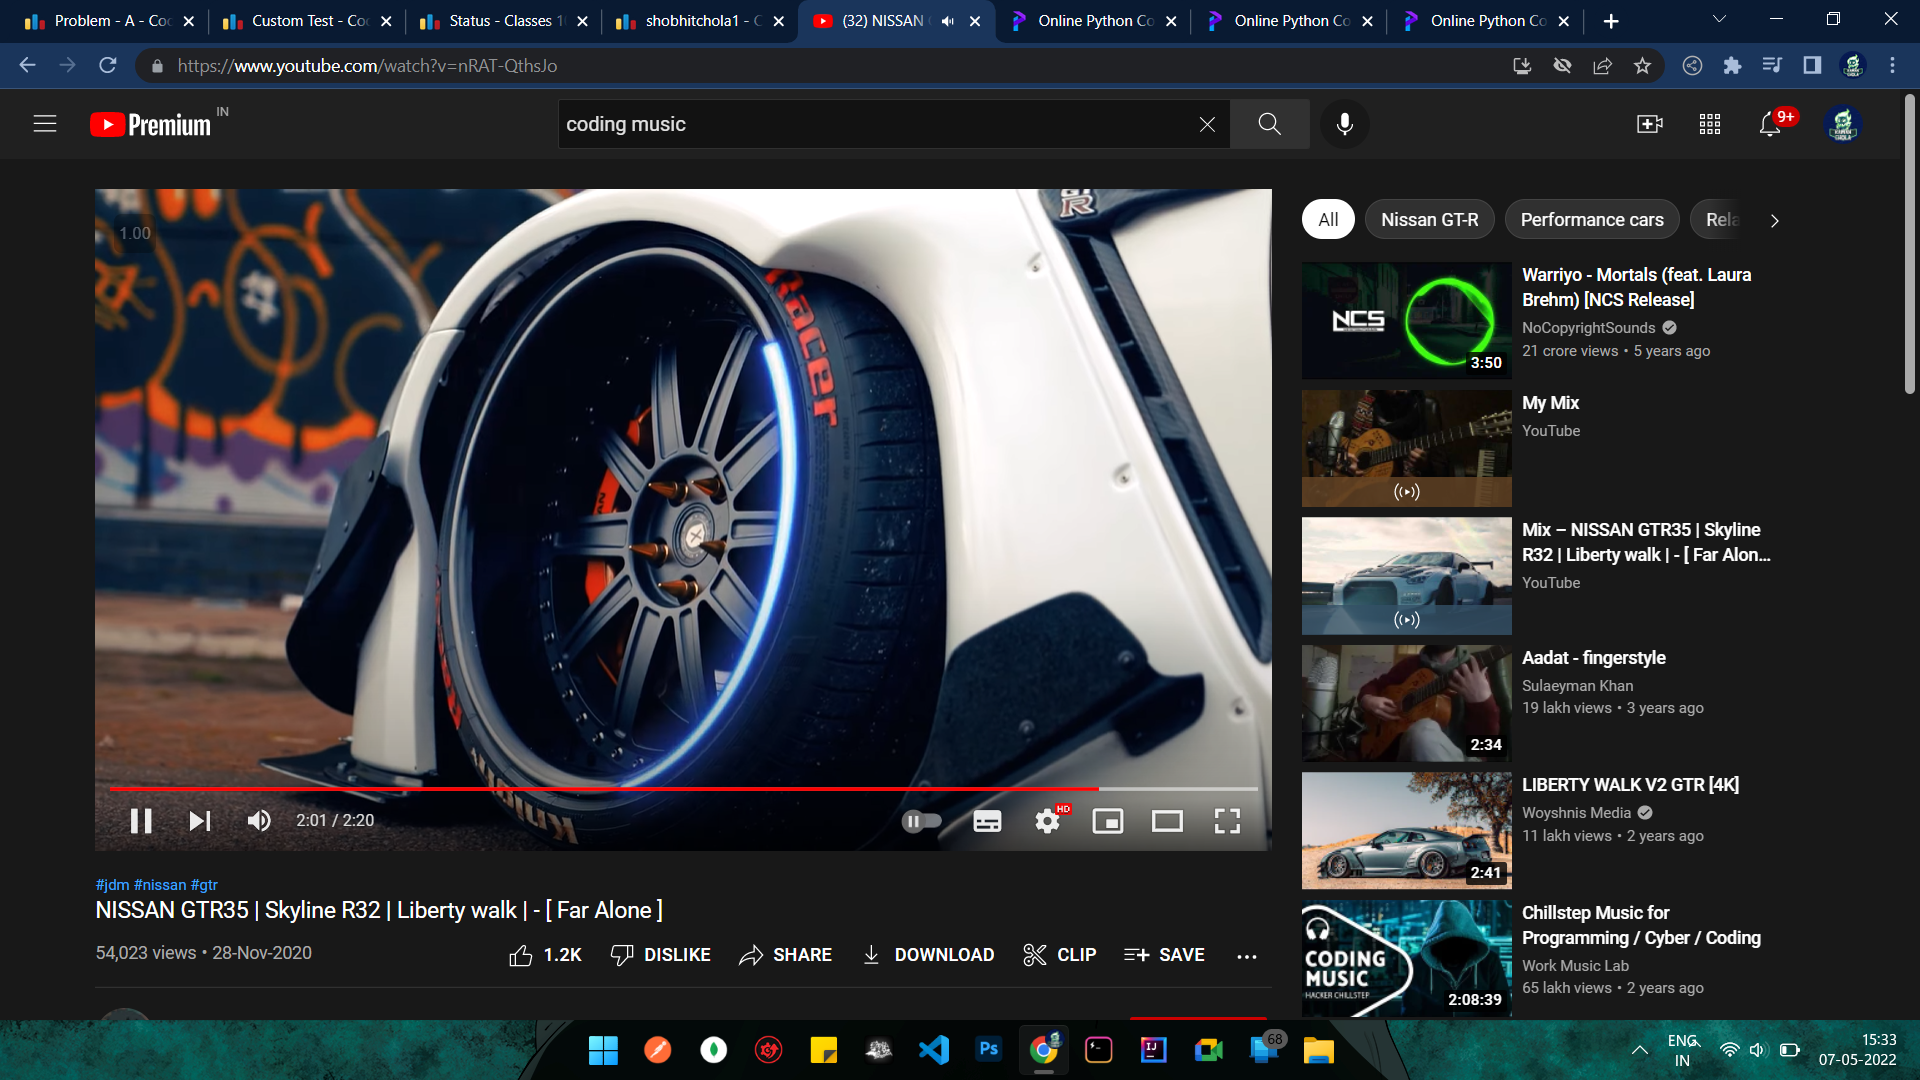 Problem - A - Coc
Custom Test - Coc
Status - Classes 1
shobhitchola1 - C
(32) NISSAN
Online Python Co
Online Python Co
Online Python Co
https://www.youtube.com/watch?v=nRAT-QthsJo
Premium IN
coding music
9+
1.00
GT
R
Racer
2:01 / 2:20
HD
#jdm #nissan #gtr
NISSAN GTR35 | Skyline R32 | Liberty walk | - [ Far Alone ]
54,023 views • 28-Nov-2020
1.2K
DISLIKE
SHARE
DOWNLOAD
CLIP
SAVE
All
Nissan GT-R
Performance cars
Rela
NCS
3:50
Warriyo - Mortals (feat. Laura
Brehm) [NCS Release]
NoCopyrightSounds
21 crore views • 5 years ago
My Mix
YouTube
Mix – NISSAN GTR35 | Skyline
R32 | Liberty walk | - [ Far Alon...
YouTube
2:34
Aadat - fingerstyle
Sulaeyman Khan
19 lakh views • 3 years ago
2:41
LIBERTY WALK V2 GTR [4K]
Woyshnis Media
11 lakh views • 2 years ago
CODING
MUSIC
HACKER CHILLSTEP
2:08:39
Chillstep Music for
Programming / Cyber / Coding
Work Music Lab
65 lakh views • 2 years ago
Ps
IJ
68
ENG
IN
15:33
07-05-2022